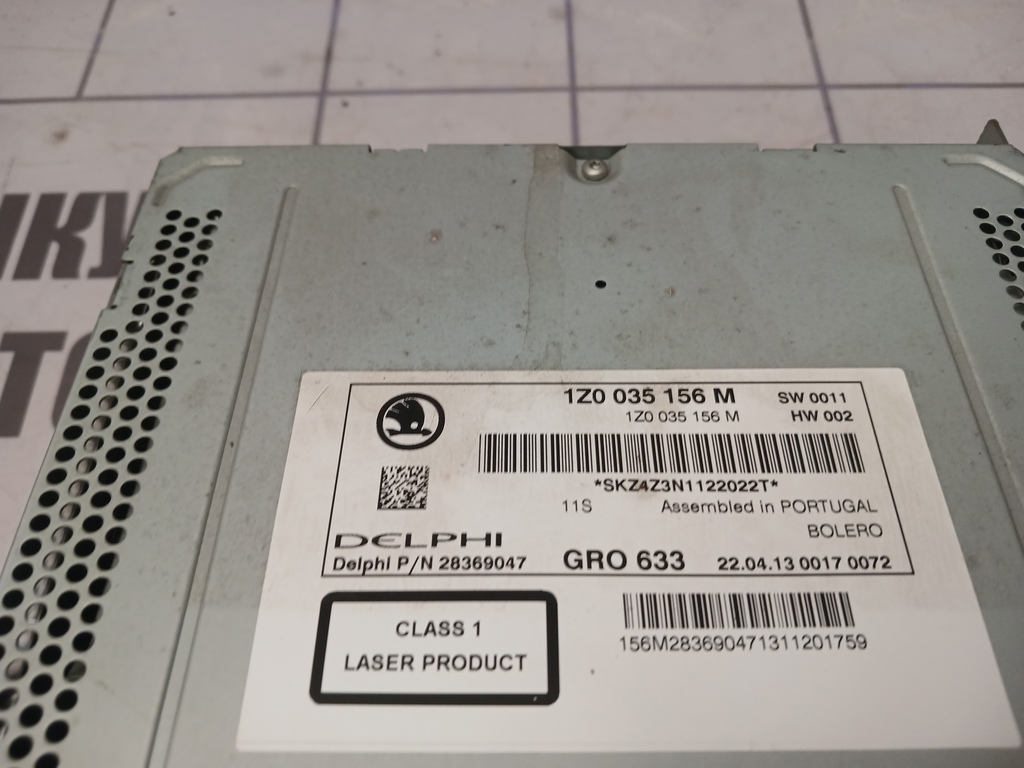 1Z0 035 156 M SW 0011
1Z0 035 156 M HW 002
*SKZ4Z3N1122022T*
11S Assembled in PORTUGAL
BOLERO
DELPHI
Delphi P/N 28369047 GRO 633 22.04.13 0017 0072
CLASS 1
LASER PRODUCT
156M283690471311201759